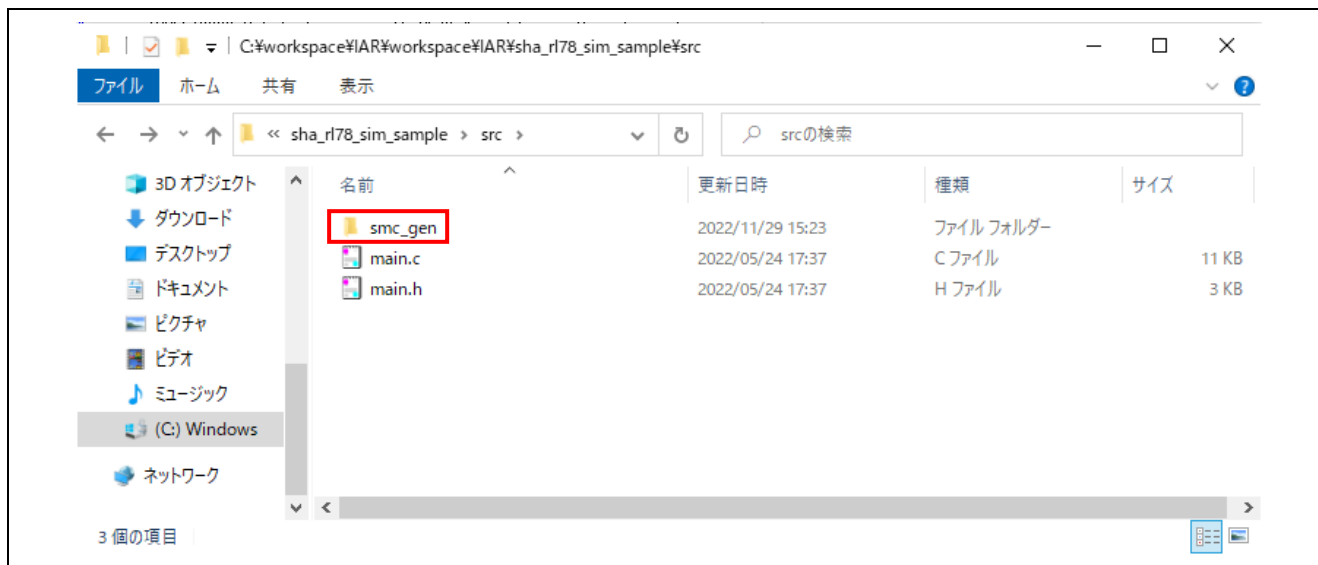 C:¥workspace¥IAR¥workspace¥IAR¥sha_rl78_sim_sample¥src
ファイル ホーム 共有 表示
« sha_rl78_sim_sample › src ›
srcの検索
名前 更新日時 種類 サイズ
3D オブジェクト
ダウンロード
デスクトップ
ドキュメント
ピクチャ
ビデオ
ミュージック
(C:) Windows
ネットワーク
smc_gen 2022/11/29 15:23 ファイル フォルダー
main.c 2022/05/24 17:37 C ファイル 11 KB
main.h 2022/05/24 17:37 H ファイル 3 KB
3 個の項目